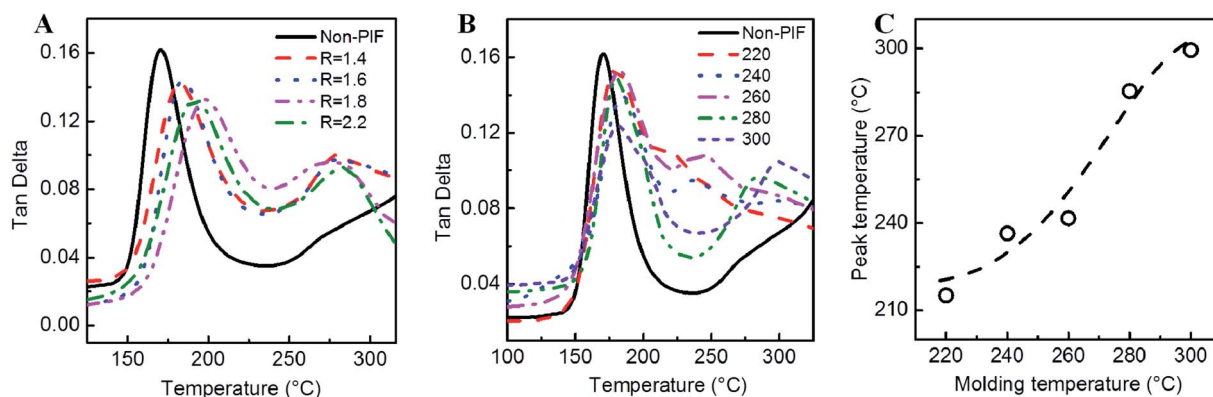 A
Tan Delta
0.16
0.12
0.08
0.04
0.00
Non-PIF
R=1.4
R=1.6
R=1.8
R=2.2
150 200 250 300
Temperature (°C)
B
Tan Delta
0.16
0.12
0.08
0.04
Non-PIF
220
240
260
280
300
100 150 200 250 300
Temperature (°C)
C
Peak temperature (°C)
300
270
240
210
220 240 260 280 300
Molding temperature (°C)